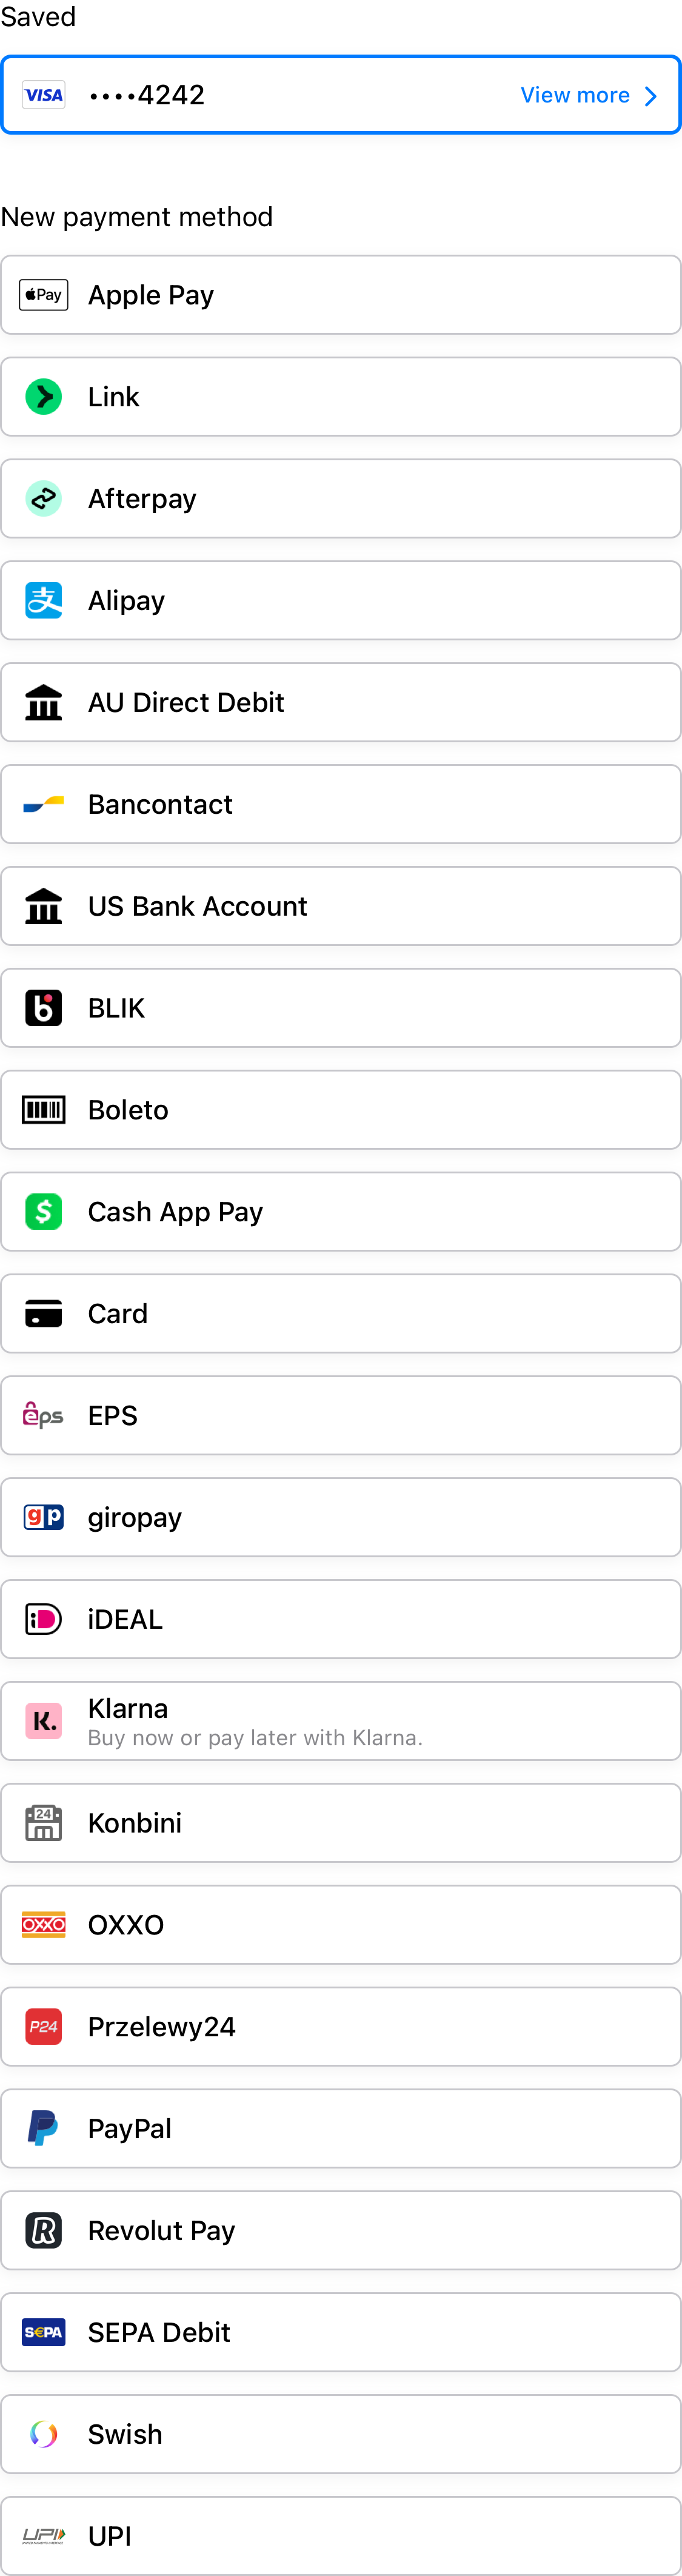 Saved
VISA ••••4242 View more
New payment method
Pay Apple Pay
Link
Afterpay
支 Alipay
AU Direct Debit
Bancontact
US Bank Account
b BLIK
Boleto
$ Cash App Pay
Card
eps EPS
gp giropay
iD iDEAL
K. Klarna
Buy now or pay later with Klarna.
24 Konbini
OXXO OXXO
P24 Przelewy24
P PayPal
R Revolut Pay
S€PA SEPA Debit
Swish
UPI UPI